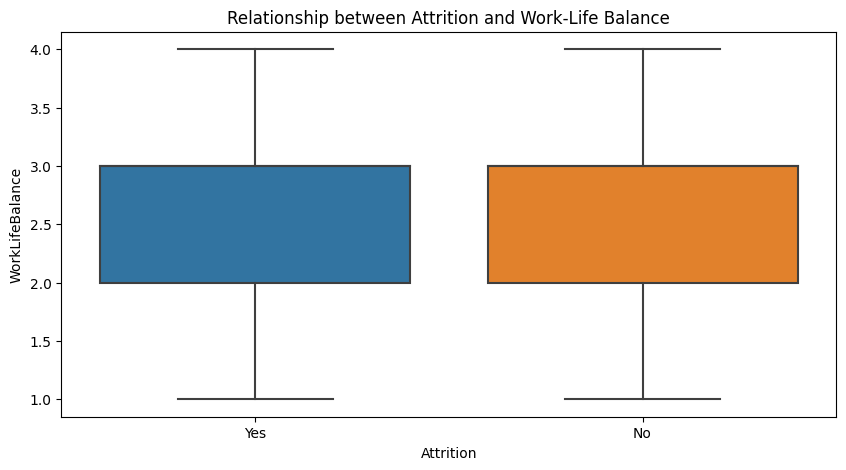 Relationship between Attrition and Work-Life Balance
WorkLifeBalance
4.0
3.5
3.0
2.5
2.0
1.5
1.0
Yes
No
Attrition